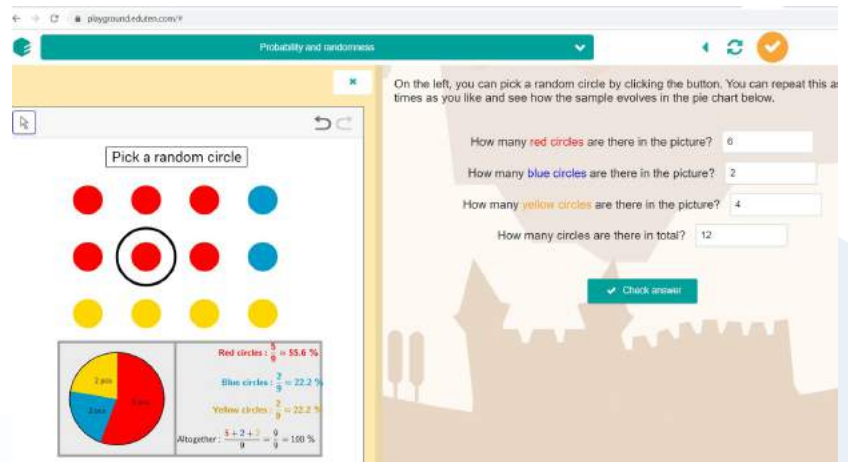 playground.eduten.com/#
Probability and randomness
On the left, you can pick a random circle by clicking the button. You can repeat this a
times as you like and see how the sample evolves in the pie chart below.
Pick a random circle
How many red circles are there in the picture? 6
How many blue circles are there in the picture? 2
How many yellow circles are there in the picture? 4
How many circles are there in total? 12
Check answer
2 pcs
2 pcs
5 pcs
Red circles : 5/9 = 55.6 %
Blue circles : 2/9 = 22.2 %
Yellow circles : 2/9 = 22.2 %
Altogether : 5 + 2 + 2/9 = 9/9 = 100 %